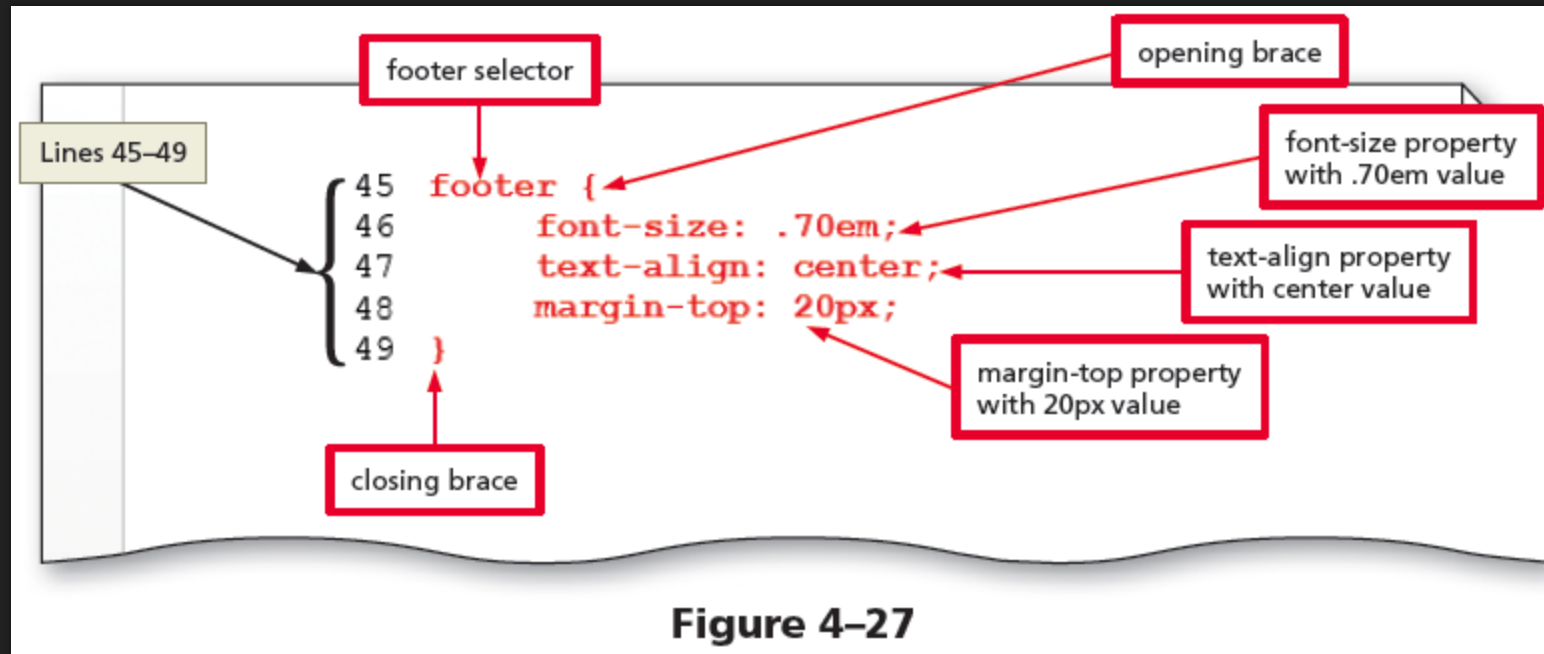 footer selector
opening brace
Lines 45–49
font-size property
with .70em value
45 footer {
46 font-size: .70em;
47 text-align: center;
48 margin-top: 20px;
49 }
text-align property
with center value
margin-top property
with 20px value
closing brace
Figure 4–27